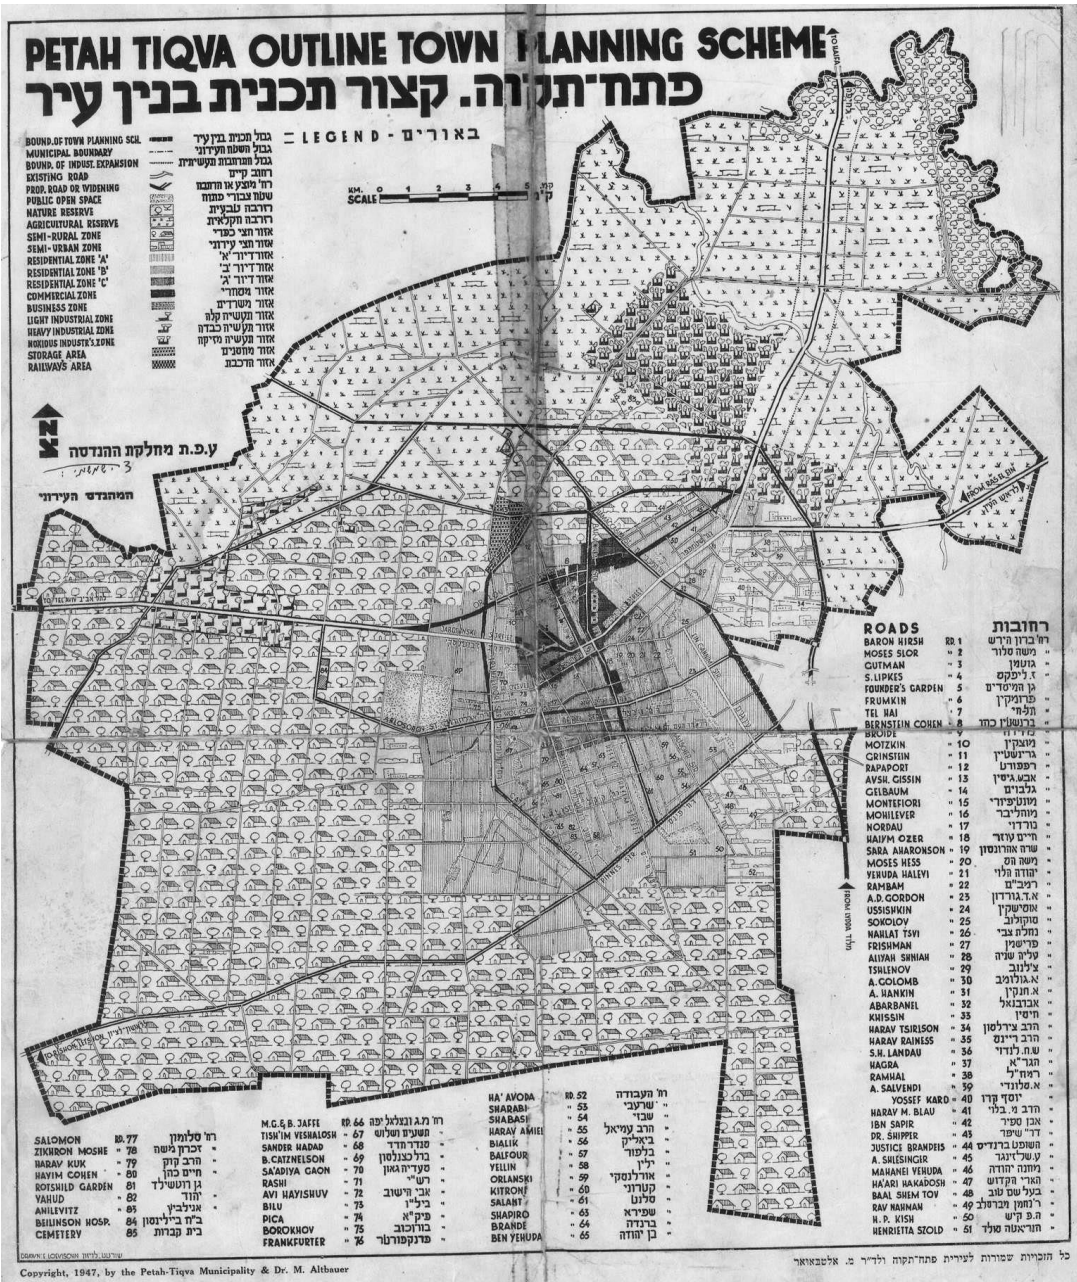 PETAH TIQVA OUTLINE TOWN PLANNING SCHEME
פתח־תקוה. קצור תכנית בנין עיר
LEGEND - באורים
BOUND. OF TOWN PLANNING SCH. גבול תכנית בנין עיר
MUNICIPAL BOUNDARY גבול השטח העירוני
BOUND. OF INDUST. EXPANSION גבול התרחבות תעשיתית
EXISTING ROAD רחוב קיים
PROP. ROAD OR WIDENING רח' מוצע או הרחבה
PUBLIC OPEN SPACE שטח צבורי פתוח
NATURE RESERVE רזרבה טבעית
AGRICULTURAL RESERVE רזרבה חקלאית
SEMI-RURAL ZONE אזור חצי כפרי
SEMI-URBAN ZONE אזור חצי עירוני
RESIDENTIAL ZONE 'A' אזור דיור 'א'
RESIDENTIAL ZONE 'B' אזור דיור 'ב'
RESIDENTIAL ZONE 'C' אזור דיור 'ג'
COMMERCIAL ZONE אזור מסחרי
BUSINESS ZONE אזור משרדים
LIGHT INDUSTRIAL ZONE אזור תעשיה קלה
HEAVY INDUSTRIAL ZONE אזור תעשיה כבדה
NOXIOUS INDUSTR'S. ZONE אזור תעשיה מזיקה
STORAGE AREA אזור מחסנים
RAILWAYS AREA אזור הרכבת
KM. 0 1 2 3 4 5 קמ.
SCALE ק"מ
ע.פ.ת מחלקת ההנדסה
המהנדס העירוני
FROM RAS-EL-IN
לראש העין
FROM LYDDA
מלוד
ROADS רחובות
BARON HIRSH RD. 1 רח' ברון הירש
MOSES SLOR " 2 משה סלור "
GUTMAN " 3 גוטמן "
S. LIPKES " 4 ז. ליפקס "
FOUNDER'S GARDEN 5 גן המיסדים "
FRUMKIN " 6 פרומקין "
TEL HAI " 7 תל-חי "
BERNSTEIN COHEN " 8 ברנשטין כהן "
BROIDE " 9
MOTZKIN " 10 מוצקין "
GRINSTEIN " 11 גרינשטיין "
RAPAPORT " 12 רפפורט "
AVSH. GISSIN " 13 אבש. גיסין "
GELBAUM " 14 גלבוים "
MONTEFIORI " 15 מונטיפיורי "
MOHILEVER " 16 מוהליבר "
NORDAU " 17 נורדוי "
HAIYM OZER " 18 חיים עוזר "
SARA AHARONSON " 19 שרה אהרונסון "
MOSES HESS " 20 משה הס "
YEHUDA HALEVI " 21 יהודה הלוי "
RAMBAM " 22 רמב"ם "
A.D. GORDON " 23 א.ד. גורדון "
USSISHKIN " 24 אוסישקין "
SOKOLOV " 25 סוקולוב "
NAHLAT TSVI " 26 נחלת צבי "
FRISHMAN " 27 פרישמן "
ALIYAH SHNIAH " 28 עליה שניה "
TSHLENOV " 29 צ'לנוב "
A. GOLOMB " 30 א. גולומב "
A. HANKIN " 31 א. חנקין "
ABARBANEL " 32 אברבנאל "
KHISSIN " 33 חיסין "
HARAV TSIRLSON " 34 הרב צירלסון "
HARAV RAINESS " 35 הרב ריינס "
S.H. LANDAU " 36 ש.ח. לנדוי "
HAGRA " 37 הגר"א "
RAMHAL " 38 רמח"ל "
A. SALVENDI " 39 א. סלונדי "
YOSSEF KARO " 40 יוסף קרו "
HARAV M. BLAU " 41 הרב מ. בלוי "
IBN SAPIR " 42 אבן ספיר "
DR. SHIPPER " 43 ד"ר שיפר "
JUSTICE BRANDEIS " 44 השופט ברנדייס "
A. SHLESINGER " 45 ע. שלזינגר "
MAHANEI YEHUDA " 46 מחנה יהודה "
HA'ARI HAKADOSH " 47 הארי הקדוש "
BAAL SHEM TOV " 48 בעל שם טוב "
RAV NAHMAN " 49 ר' נחמן מברסלב "
H.P. KISH " 50 ה.פ. קיש "
HENRIETTA SZOLD " 51 הנריאטה סולד "
HA'AVODA RD. 52 רח' העבודה
SHARABI " 53 שרעבי "
SHABASI " 54 שבזי "
HARAV AMIEL " 55 הרב עמיאל "
BIALIK " 56 ביאליק "
BALFOUR " 57 בלפור "
YELLIN " 58 ילין "
ORLANSKI " 59 אורלנסקי "
KITRONI " 60 קטרוני "
SALANT " 61 סלנט "
SHAPIRO " 63 שפירא "
BRANDE " 64 ברנדה "
BEN YEHUDA " 65 בן יהודה "
M.G. & B. JAFFE RD. 66 רח' מ.ג ובצלאל יפה
TISH'IM VESHALOSH " 67 תשעים ושלוש "
SANDER HADAD " 68 סנדר חדד "
B. CATZNELSON " 69 ברל כצנלסון "
SA'ADIYA GAON " 70 סעדיה גאון "
RASHI " 71 רש"י "
AVI HAYISHUV " 72 אבי הישוב "
BILU " 73 ביל"ו "
PICA " 74 פיק"א "
BOROKHOV " 75 בורוכוב "
FRANKFURTER " 76 פרנקפורטר "
SALOMON RD. 77 רח' סלומון
ZIKHRON MOSHE " 78 זכרון משה "
HARAV KUK " 79 הרב קוק "
HAYIM COHEN " 80 חיים כהן "
ROTSHILD GARDEN 81 גן רוטשילד "
YAHUD " 82 יהוד "
ANILEVITZ " 83 אנילביץ "
BEILINSON HOSP. 84 ב"ח בילינסון "
CEMETERY 85 בית קברות "
Copyright, 1947, by the Petah-Tiqva Municipality & Dr. M. Altbauer
כל הזכויות שמורות לעירית פתח-תקוה ולד"ר מ. אלטבאואר